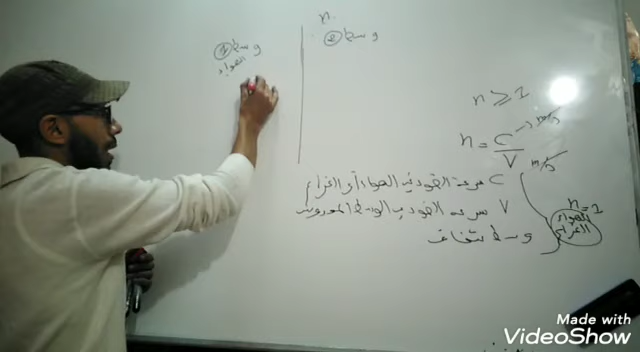 n
وسط ② وسط ①
الهواء
n ≥ 1
n = C/V → m/s m/s
C سرعة الضوء في الهواء أو الفراغ
V سرعة الضوء في الوسط المدروس
وسط شفاف
n = 1
الهواء
الفراغ
Made with
VideoShow